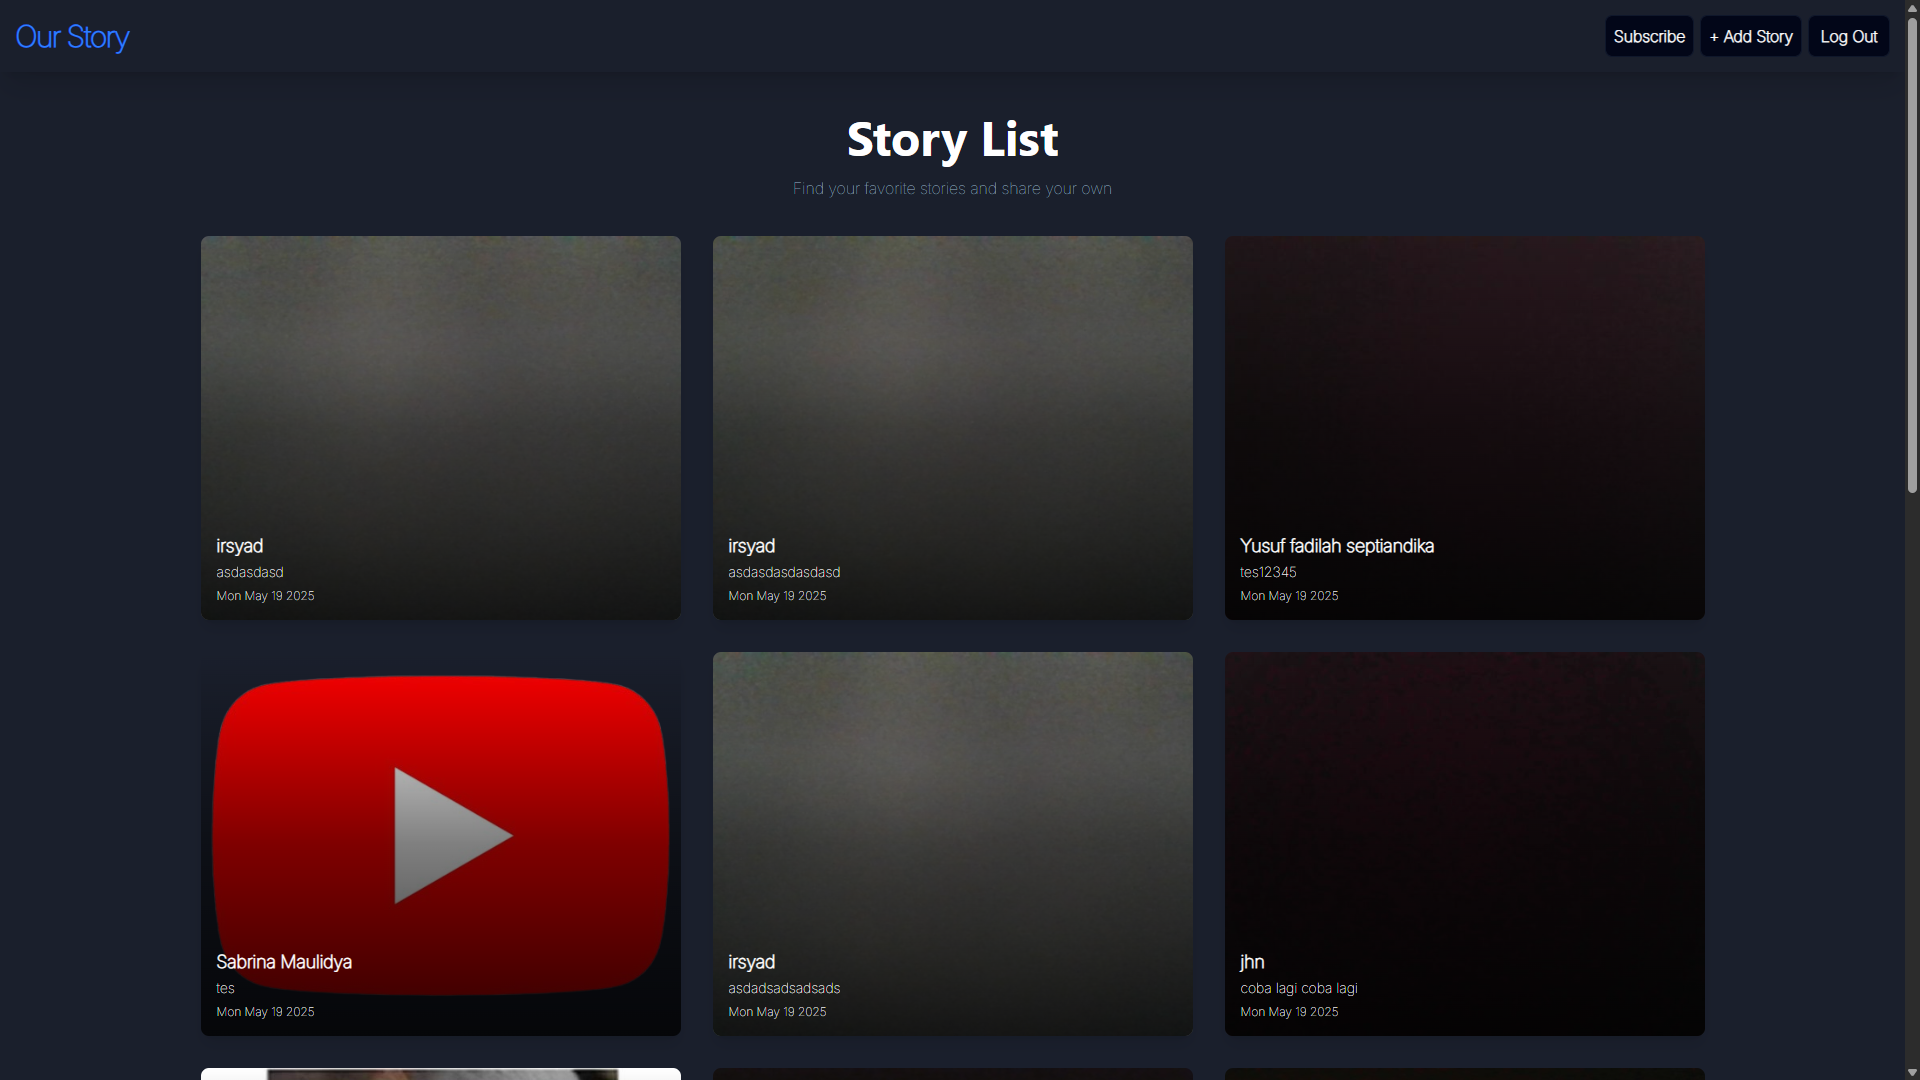 Our Story
Subscribe
+ Add Story
Log Out
Story List
Find your favorite stories and share your own
irsyad
asdasdasd
Mon May 19 2025
irsyad
asdasdasdasdasd
Mon May 19 2025
Yusuf fadilah septiandika
tes12345
Mon May 19 2025
Sabrina Maulidya
tes
Mon May 19 2025
irsyad
asdadsadsadsads
Mon May 19 2025
jhn
coba lagi coba lagi
Mon May 19 2025